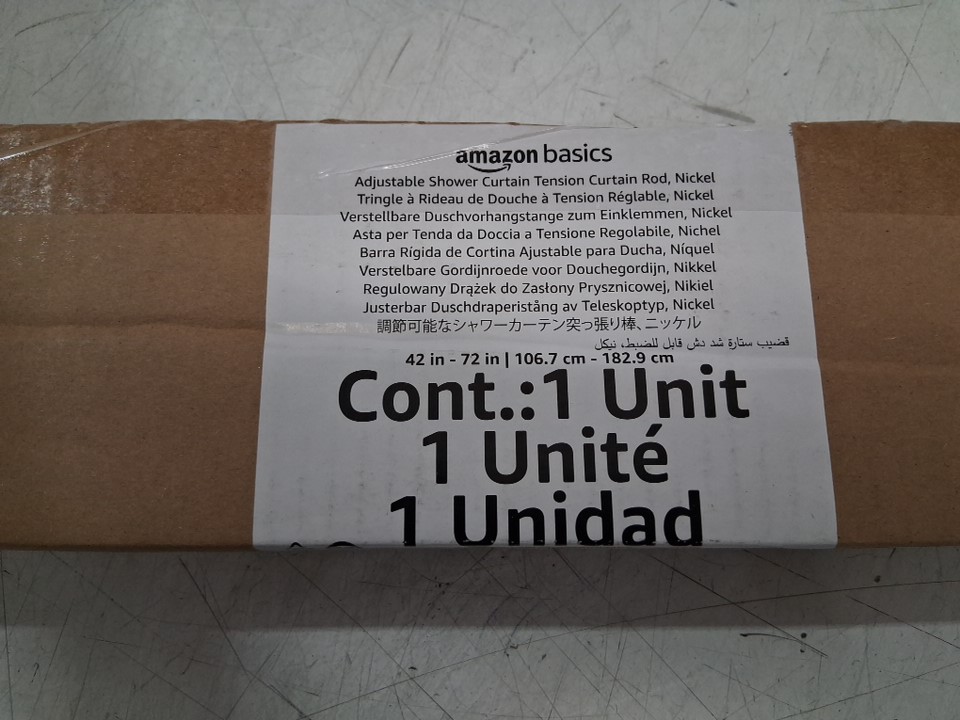 amazon basics
Adjustable Shower Curtain Tension Curtain Rod, Nickel
Tringle à Rideau de Douche à Tension Réglable, Nickel
Verstellbare Duschvorhangstange zum Einklemmen, Nickel
Asta per Tenda da Doccia a Tensione Regolabile, Nichel
Barra Rígida de Cortina Ajustable para Ducha, Níquel
Verstelbare Gordijnroede voor Douchegordijn, Nikkel
Regulowany Drążek do Zasłony Prysznicowej, Nikiel
Justerbar Duschdraperistång av Teleskoptyp, Nickel
調節可能なシャワーカーテン突っ張り棒、ニッケル
قضيب ستارة شد دش قابل للضبط، نيكل
42 in - 72 in | 106.7 cm - 182.9 cm
Cont.:1 Unit
1 Unité
1 Unidad